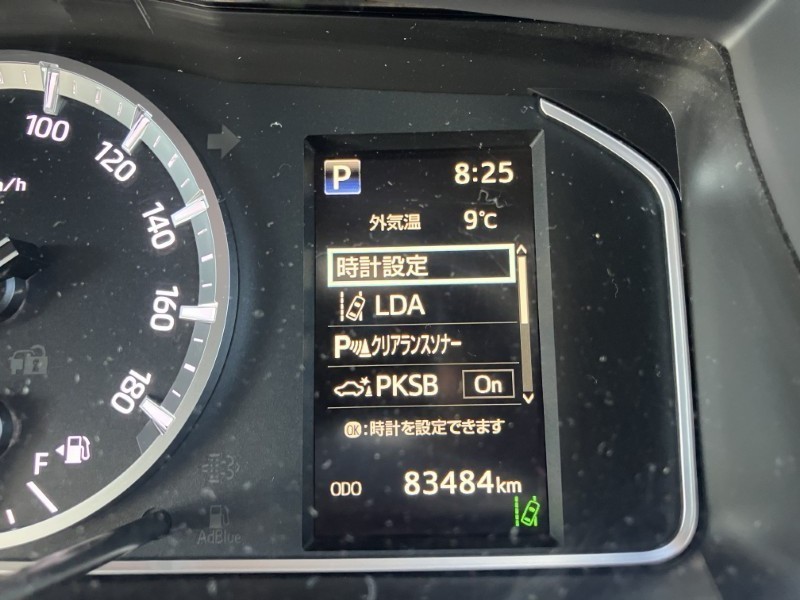 100
120
140
160
180
F
AdBlue
P 8:25
外気温 9℃
時計設定
LDA
Pクリアランスソナー
PKSB On
OK:時計を設定できます
ODO 83484km